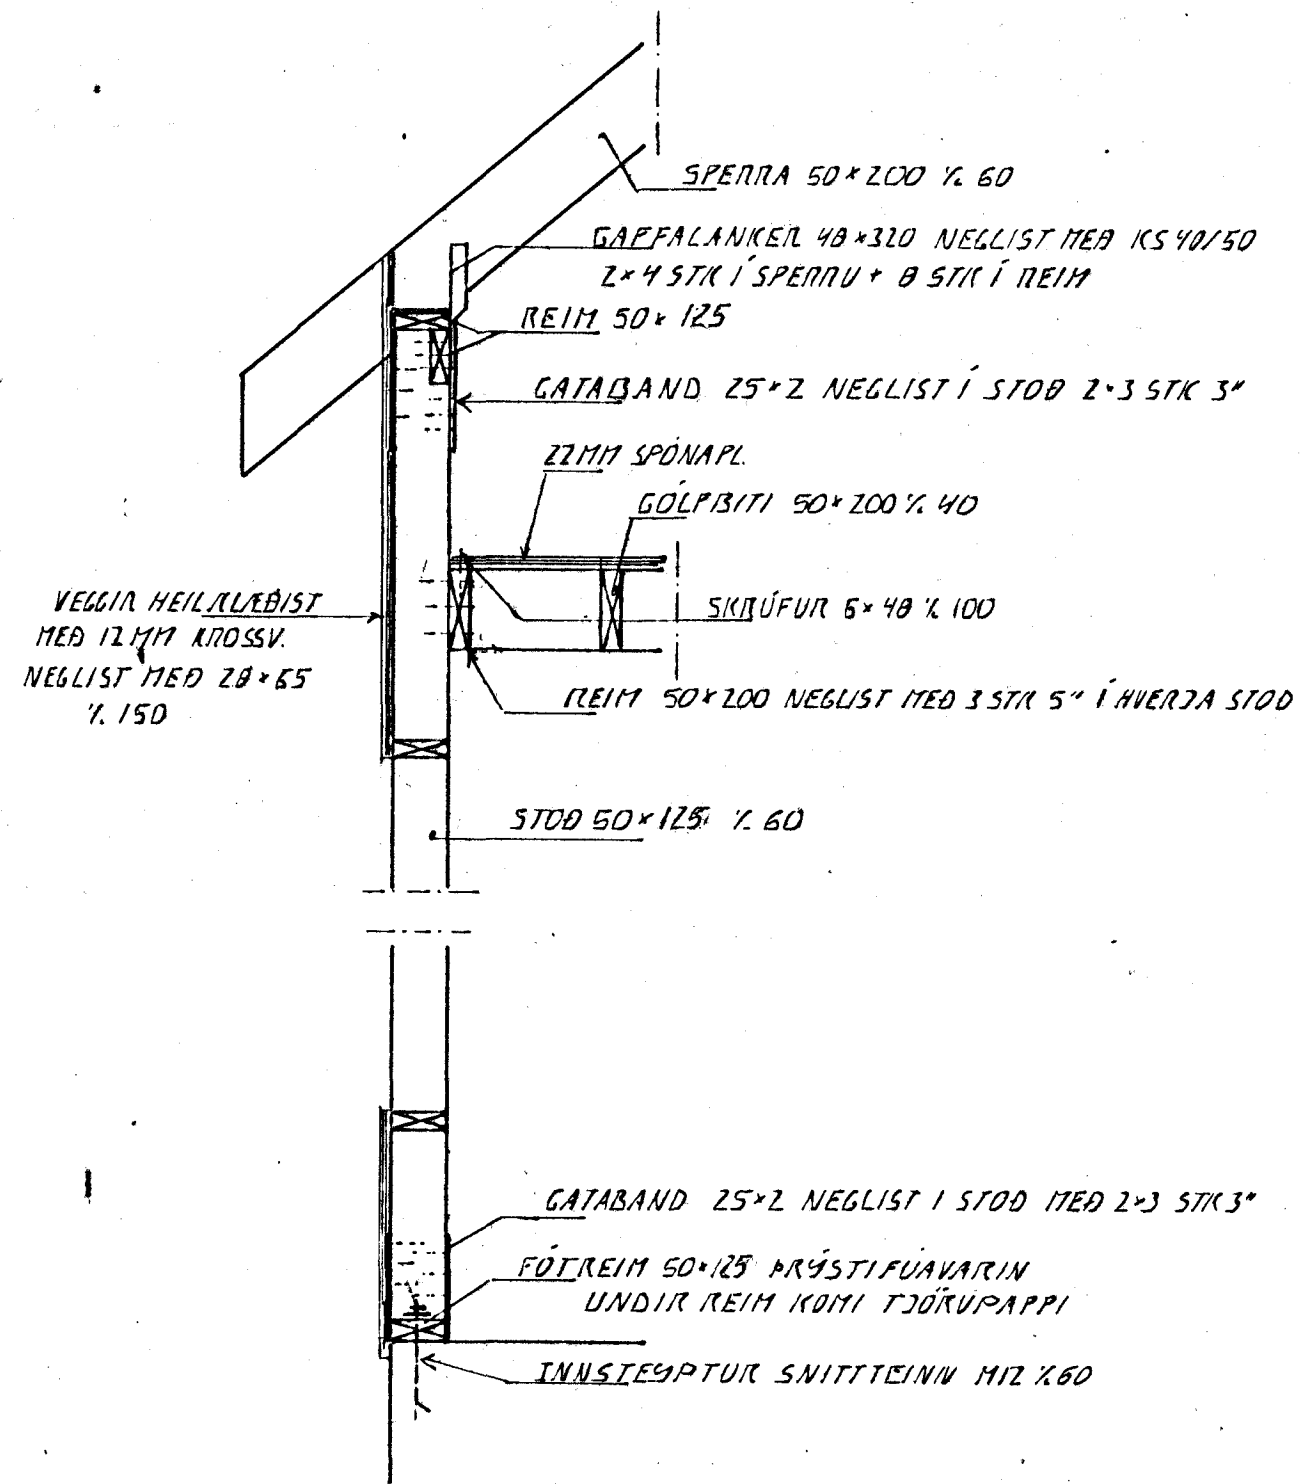 SPERRA 50×200 ٪ 60
GAFFALANKER 48×320 NEGLIST MEÐ KS 40/50
2×4 STK Í SPERRU + 8 STK Í REIM
REIM 50×125
GATABAND 25×2 NEGLIST Í STOÐ 2×3 STK 3"
22MM SPÓNAPL.
GÓLFBITI 50×200 ٪ 40
VEGGIR HEILKLÆÐIST
MEÐ 12MM KROSSV.
NEGLIST MEÐ 28×65
٪ 150
SKRÚFUR 6×48 ٪ 100
REIM 50×200 NEGLIST MEÐ 3 STK 5" Í HVERJA STOÐ
STOÐ 50×125 ٪ 60
GATABAND 25×2 NEGLIST Í STOÐ MEÐ 2×3 STK 3"
FÓTREIM 50×125 ÞRÝSTIFÚAVARIN
UNDIR REIM KOMI TJÖRUPAPPI
INNSTEYPTUR SNITTTEINN M12 ٪ 60